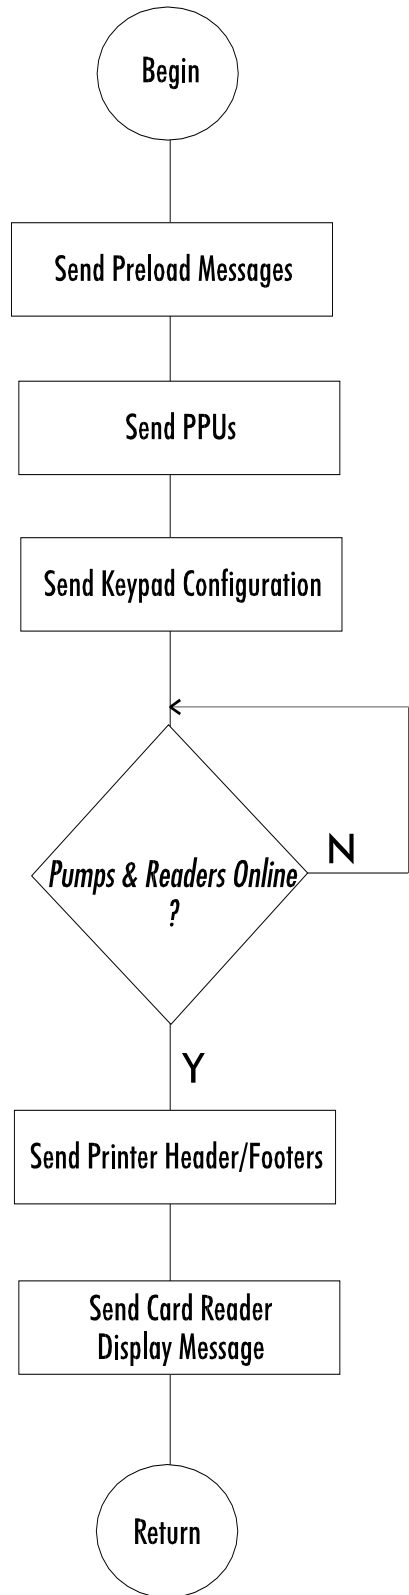 Begin
Send Preload Messages
Send PPUs
Send Keypad Configuration
Pumps & Readers Online
?
N
Y
Send Printer Header/Footers
Send Card Reader
Display Message
Return